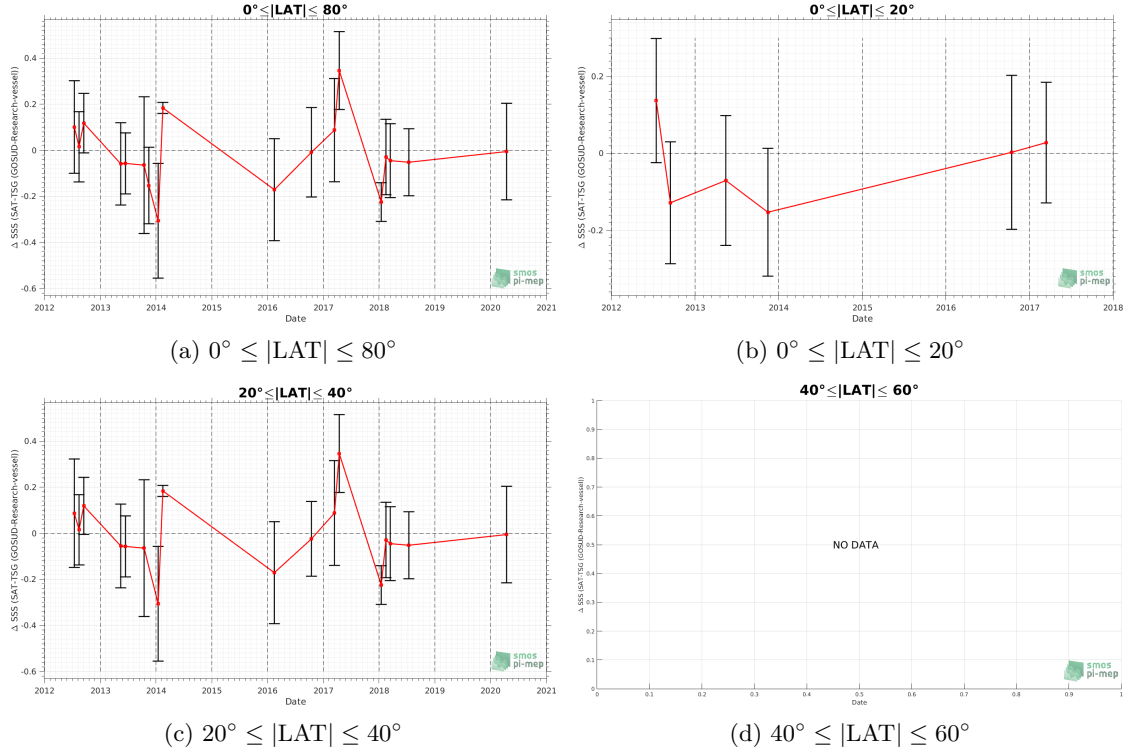 0°≤|LAT|≤ 80°
Δ SSS (SAT-TSG (GOSUD-Research-vessel))
0.4
0.2
0
-0.2
-0.4
-0.6
2012 2013 2014 2015 2016 2017 2018 2019 2020 2021
Date
smos
pi-mep
(a) 0° ≤ |LAT| ≤ 80°
0°≤|LAT|≤ 20°
Δ SSS (SAT-TSG (GOSUD-Research-vessel))
0.2
0
-0.2
2012 2013 2014 2015 2016 2017 2018
Date
smos
pi-mep
(b) 0° ≤ |LAT| ≤ 20°
20°≤|LAT|≤ 40°
Δ SSS (SAT-TSG (GOSUD-Research-vessel))
0.4
0.2
0
-0.2
-0.4
-0.6
2012 2013 2014 2015 2016 2017 2018 2019 2020 2021
Date
smos
pi-mep
(c) 20° ≤ |LAT| ≤ 40°
40°≤|LAT|≤ 60°
Δ SSS (SAT-TSG (GOSUD-Research-vessel))
1
0.9
0.8
0.7
0.6
0.5
0.4
0.3
0.2
0.1
0
NO DATA
0 0.1 0.2 0.3 0.4 0.5 0.6 0.7 0.8 0.9 1
Date
smos
pi-mep
(d) 40° ≤ |LAT| ≤ 60°